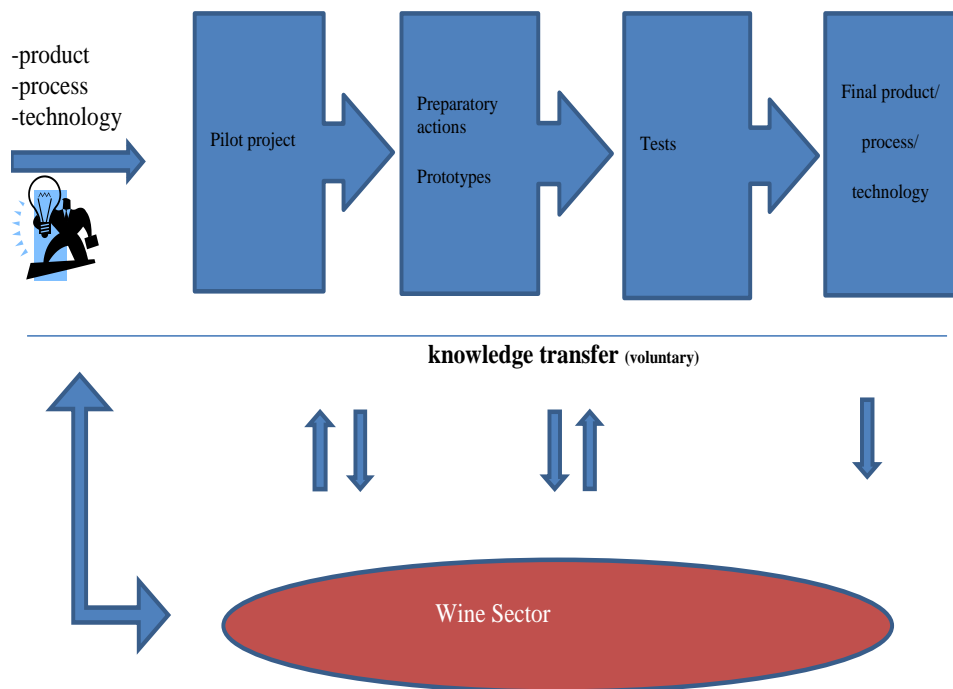 -product
-process
-technology
Pilot project
Preparatory
actions
Prototypes
Tests
Final product/
process/
technology
knowledge transfer (voluntary)
Wine Sector